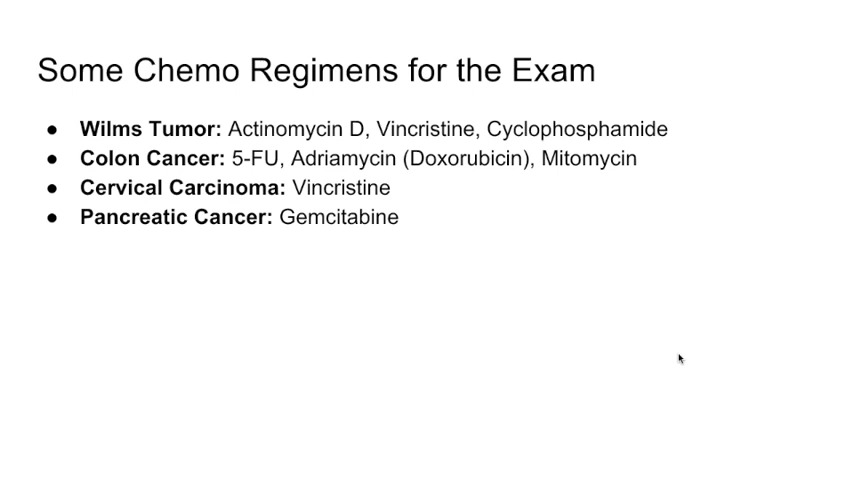 Some Chemo Regimens for the Exam
● Wilms Tumor: Actinomycin D, Vincristine, Cyclophosphamide
● Colon Cancer: 5-FU, Adriamycin (Doxorubicin), Mitomycin
● Cervical Carcinoma: Vincristine
● Pancreatic Cancer: Gemcitabine